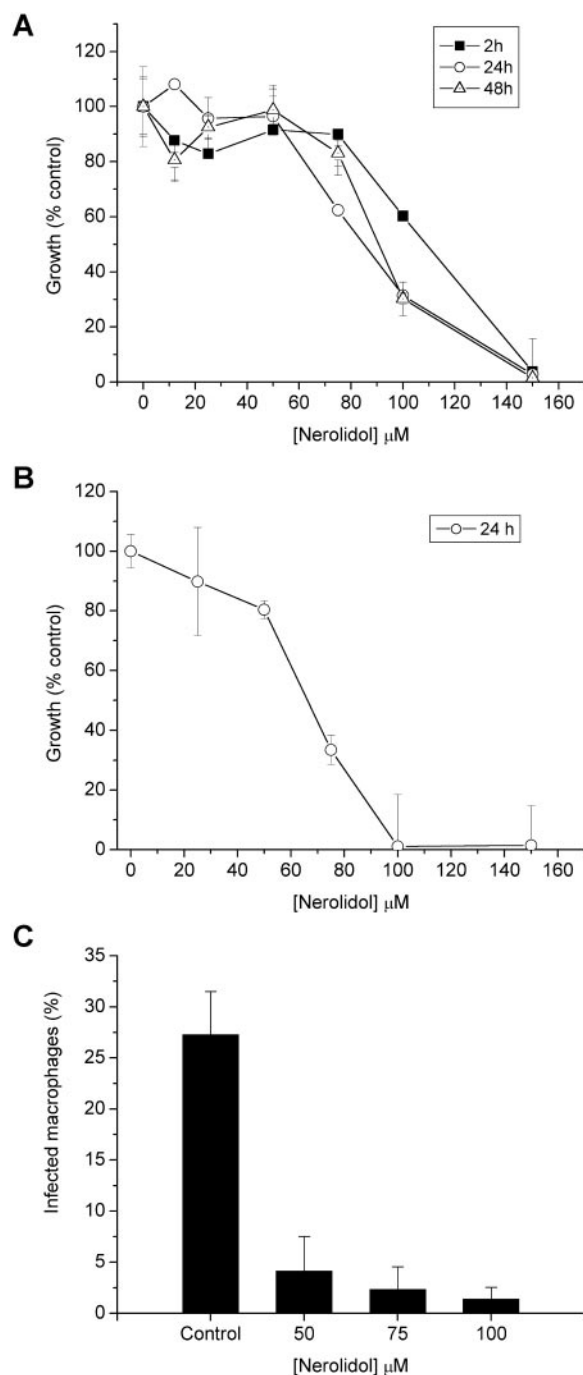 A
120
100
80
60
40
20
0
Growth (% control)
2h
24h
48h
0 20 40 60 80 100 120 140 160
[Nerolidol] μM
B
120
100
80
60
40
20
0
Growth (% control)
24 h
0 20 40 60 80 100 120 140 160
[Nerolidol] μM
C
35
30
25
20
15
10
5
0
Infected macrophages (%)
Control 50 75 100
[Nerolidol] μM